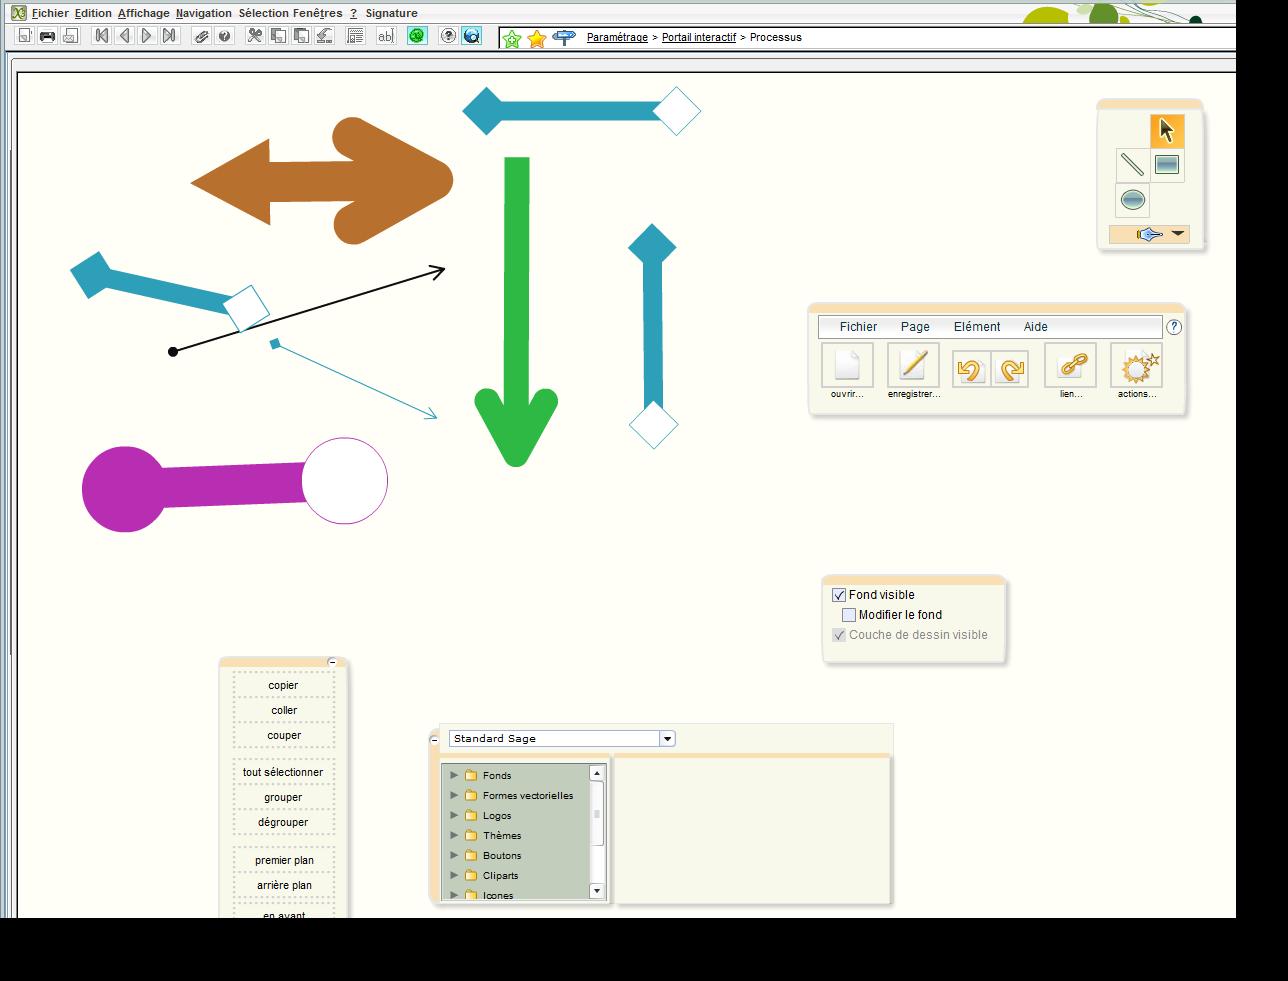 Fichier Edition Affichage Navigation Sélection Fenêtres ? Signature
ab
Paramétrage > Portail interactif > Processus
Fichier Page Elément Aide ?
ouvrir... enregistrer... lien... actions...
Fond visible
Modifier le fond
Couche de dessin visible
copier
coller
couper
tout sélectionner
grouper
dégrouper
premier plan
arrière plan
en avant
Standard Sage
Fonds
Formes vectorielles
Logos
Thèmes
Boutons
Cliparts
Icones